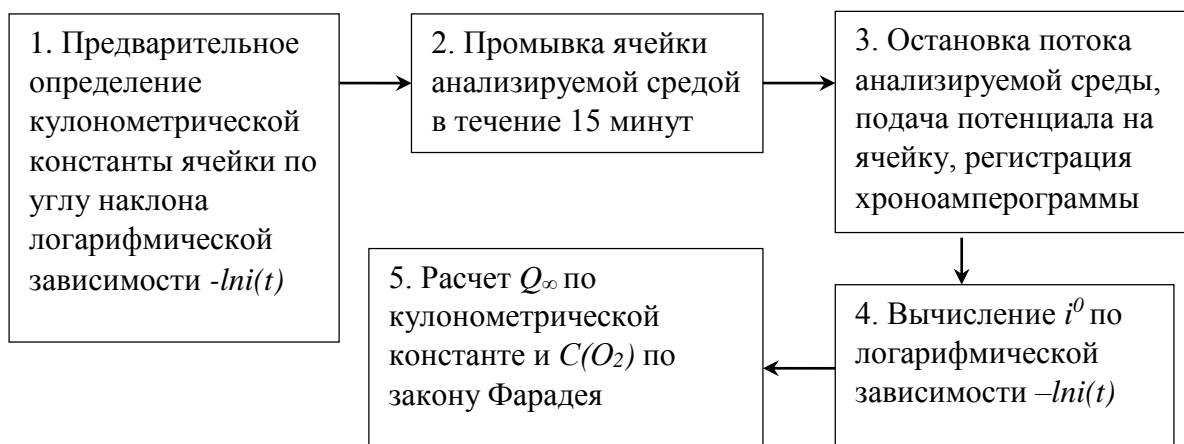 1. Предварительное
определение
кулонометрической
константы ячейки по
углу наклона
логарифмической
зависимости -lni(t)
2. Промывка ячейки
анализируемой средой
в течение 15 минут
3. Остановка потока
анализируемой среды,
подача потенциала на
ячейку, регистрация
хроноамперограммы
4. Вычисление i⁰ по
логарифмической
зависимости –lni(t)
5. Расчет Q∞ по
кулонометрической
константе и C(O₂) по
закону Фарадея